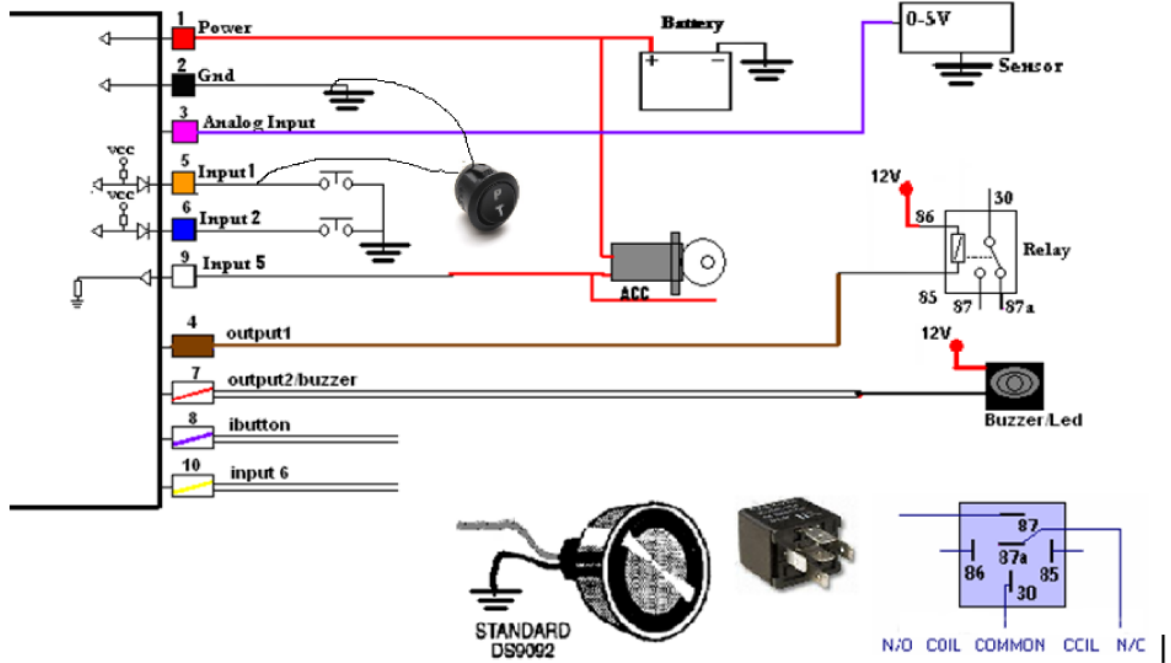 1
Power
2
Gnd
3
Analog Input
vcc
5
Input1
vcc
6
Input 2
9
Input 5
4
output1
7
output2/buzzer
8
ibutton
10
input 6
Battery
+ −
0-5V
Sensor
P
T
ACC
12V
30
86
Relay
85
87
87a
12V
Buzzer/Led
STANDARD
DS9092
87
87a
86
85
30
N/O COIL COMMON CCIL N/C